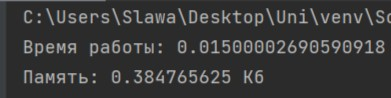 C:\Users\Slawa\Desktop\Uni\venv\Sc
Время работы: 0.01500002690590918
Память: 0.384765625 Кб